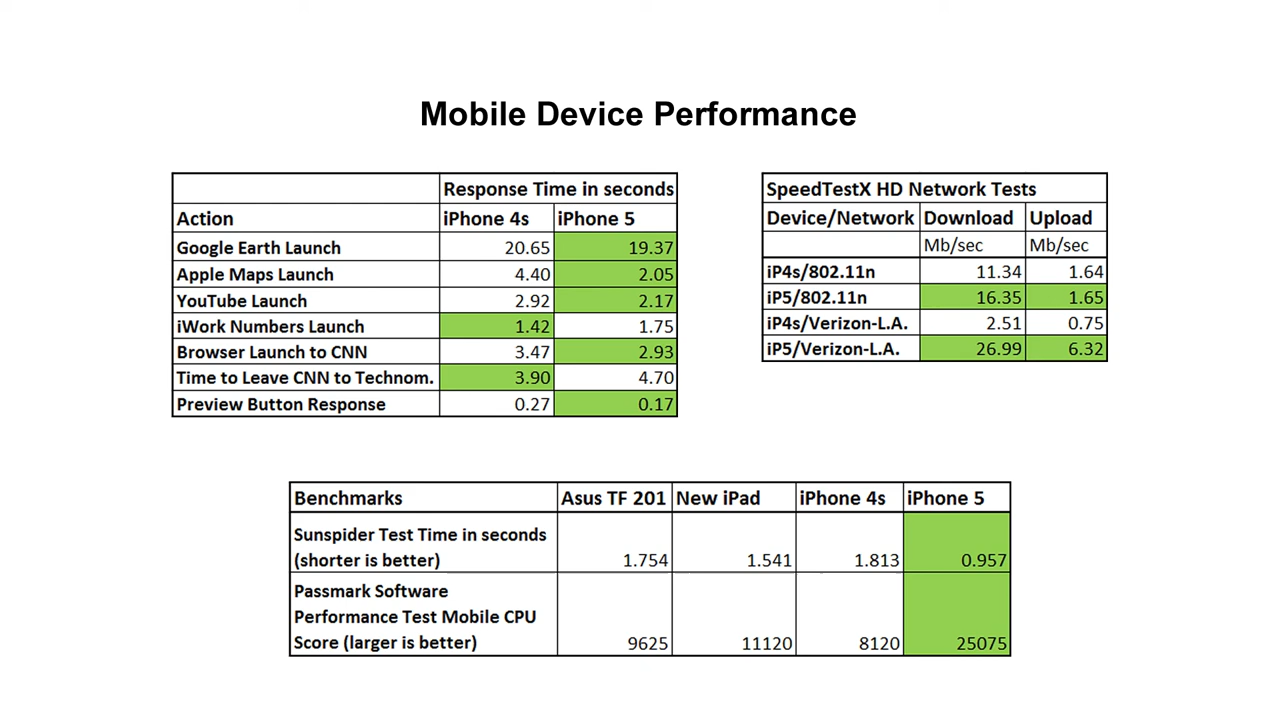 Mobile Device Performance
Response Time in seconds
Action iPhone 4s iPhone 5
Google Earth Launch 20.65 19.37
Apple Maps Launch 4.40 2.05
YouTube Launch 2.92 2.17
iWork Numbers Launch 1.42 1.75
Browser Launch to CNN 3.47 2.93
Time to Leave CNN to Technom. 3.90 4.70
Preview Button Response 0.27 0.17
SpeedTestX HD Network Tests
Device/Network Download Upload
Mb/sec Mb/sec
iP4s/802.11n 11.34 1.64
iP5/802.11n 16.35 1.65
iP4s/Verizon-L.A. 2.51 0.75
iP5/Verizon-L.A. 26.99 6.32
Benchmarks Asus TF 201 New iPad iPhone 4s iPhone 5
Sunspider Test Time in seconds
(shorter is better) 1.754 1.541 1.813 0.957
Passmark Software
Performance Test Mobile CPU
Score (larger is better) 9625 11120 8120 25075